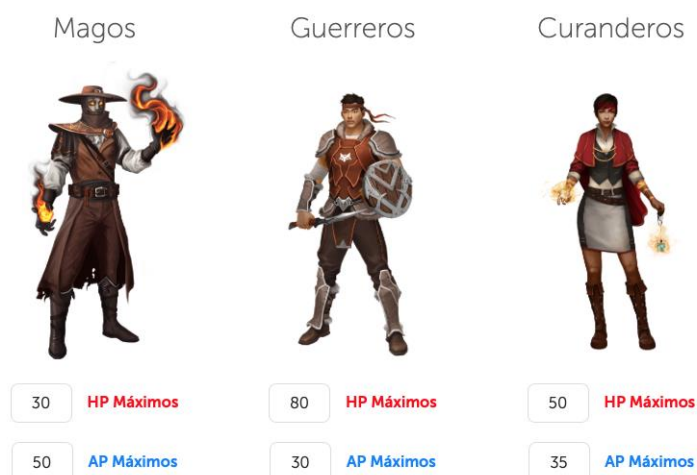 Magos Guerreros Curanderos
30 HP Máximos 80 HP Máximos 50 HP Máximos
50 AP Máximos 30 AP Máximos 35 AP Máximos